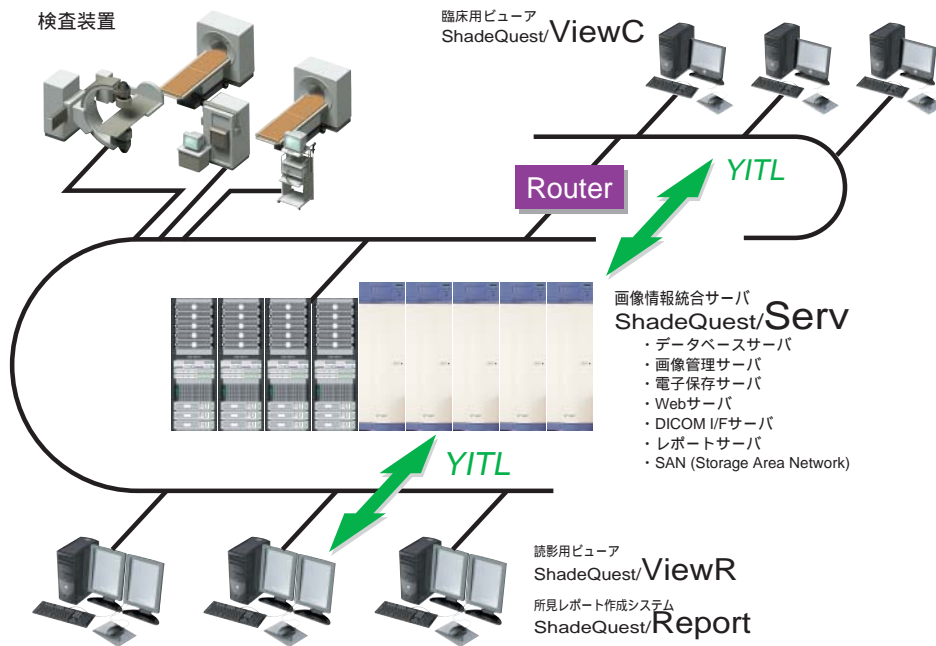 検査装置
臨床用ビューア
ShadeQuest/ViewC
Router
YITL
画像情報統合サーバ
ShadeQuest/Serv
・データベースサーバ
・画像管理サーバ
・電子保存サーバ
・Webサーバ
・DICOM I/Fサーバ
・レポートサーバ
・SAN (Storage Area Network)
YITL
読影用ビューア
ShadeQuest/ViewR
所見レポート作成システム
ShadeQuest/Report